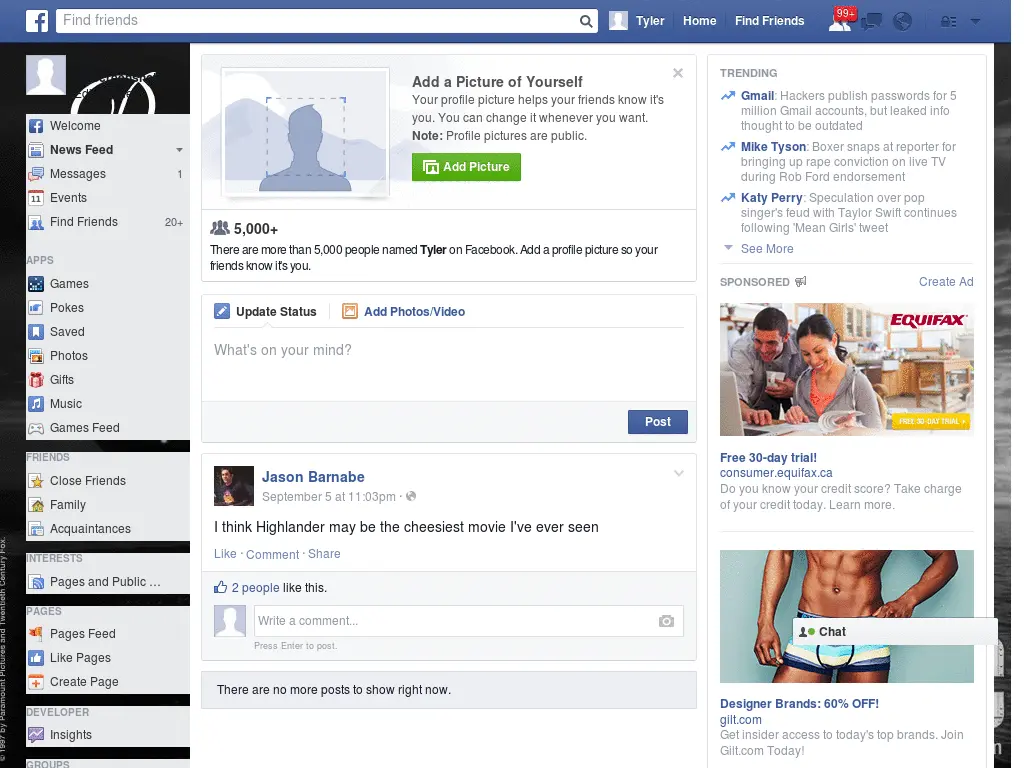 Find friends
Tyler
Home
Find Friends
99+
Welcome
News Feed
Messages 1
Events
Find Friends 20+
APPS
Games
Pokes
Saved
Photos
Gifts
Music
Games Feed
FRIENDS
Close Friends
Family
Acquaintances
INTERESTS
Pages and Public ...
PAGES
Pages Feed
Like Pages
Create Page
DEVELOPER
Insights
GROUPS
© 1997 by Paramount Pictures and Twentieth Century Fox.
Add a Picture of Yourself
Your profile picture helps your friends know it's
you. You can change it whenever you want.
Note: Profile pictures are public.
Add Picture
5,000+
There are more than 5,000 people named Tyler on Facebook. Add a profile picture so your
friends know it's you.
Update Status
Add Photos/Video
What's on your mind?
Post
Jason Barnabe
September 5 at 11:03pm ·
I think Highlander may be the cheesiest movie I've ever seen
Like · Comment · Share
2 people like this.
Write a comment...
Press Enter to post.
There are no more posts to show right now.
TRENDING
Gmail: Hackers publish passwords for 5
million Gmail accounts, but leaked info
thought to be outdated
Mike Tyson: Boxer snaps at reporter for
bringing up rape conviction on live TV
during Rob Ford endorsement
Katy Perry: Speculation over pop
singer's feud with Taylor Swift continues
following 'Mean Girls' tweet
See More
SPONSORED
Create Ad
EQUIFAX
FREE 30-DAY TRIAL
Free 30-day trial!
consumer.equifax.ca
Do you know your credit score? Take charge
of your credit today. Learn more.
Chat
Designer Brands: 60% OFF!
gilt.com
Get insider access to today's top brands. Join
Gilt.com Today!